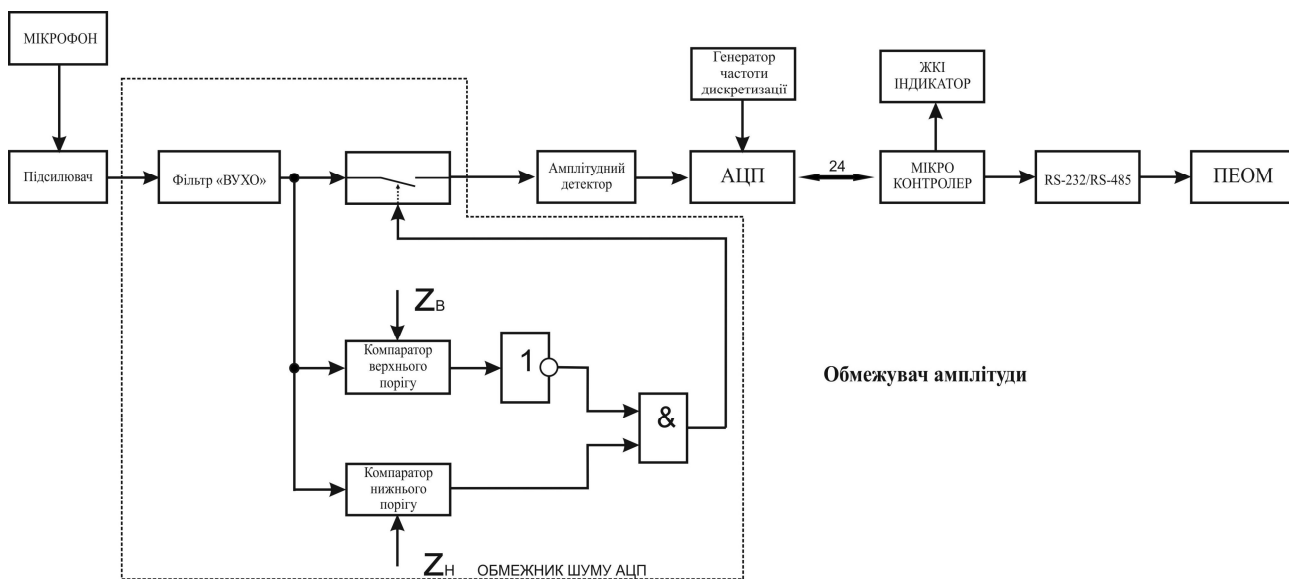 МІКРОФОН
Генератор
частоти
дискретизації
ЖКІ
ІНДИКАТОР
Підсилювач
Фільтр «ВУХО»
Амплітудний
детектор
АЦП
24
МІКРО
КОНТРОЛЕР
RS-232/RS-485
ПЕОМ
ZВ
Компаратор
верхнього
порігу
1
Обмежувач амплітуди
&
Компаратор
нижнього
порігу
ZН ОБМЕЖНИК ШУМУ АЦП